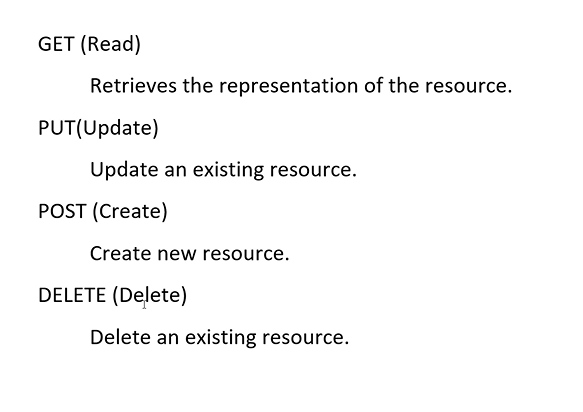 GET (Read)
Retrieves the representation of the resource.
PUT(Update)
Update an existing resource.
POST (Create)
Create new resource.
DELETE (Delete)
Delete an existing resource.